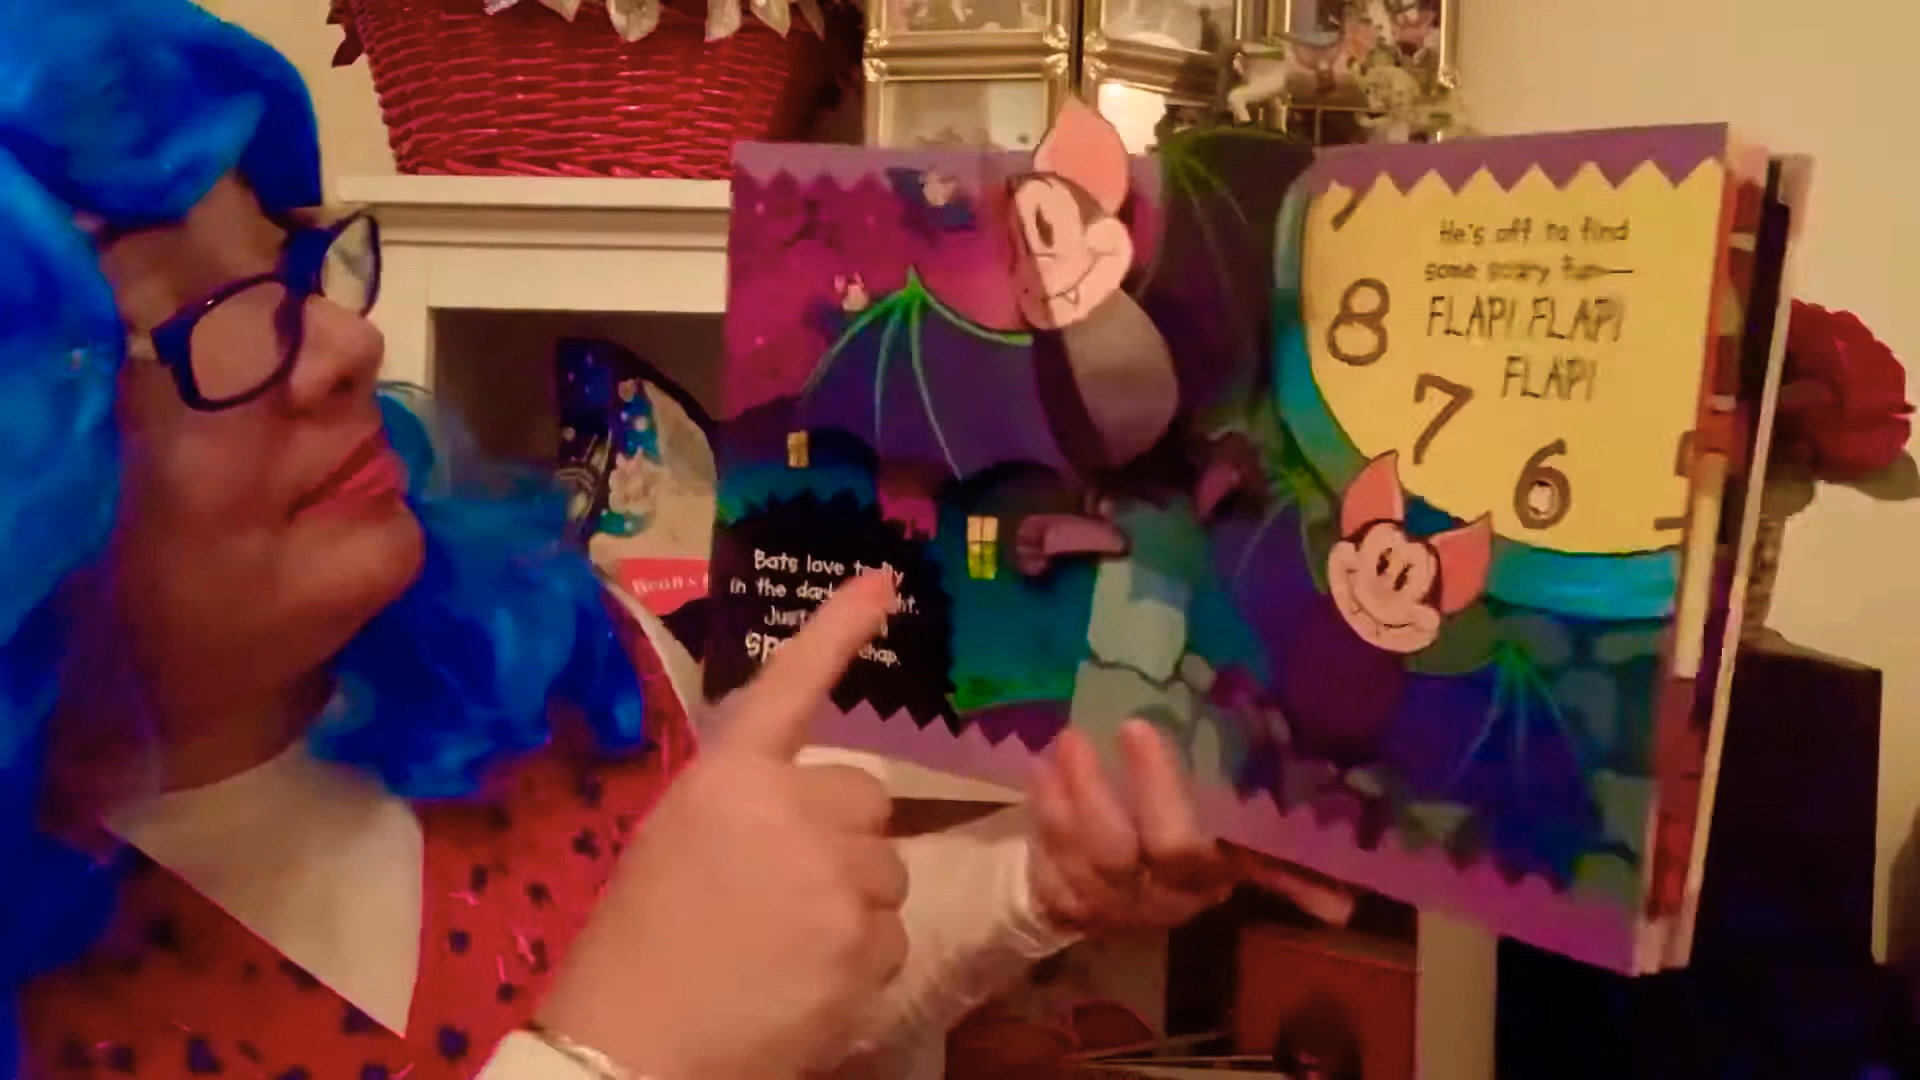 Bats love to fly
in the dark
Just
chap.
He's off to find
some scary fun—
FLAP! FLAP!
FLAP!
8
7
6
Bean